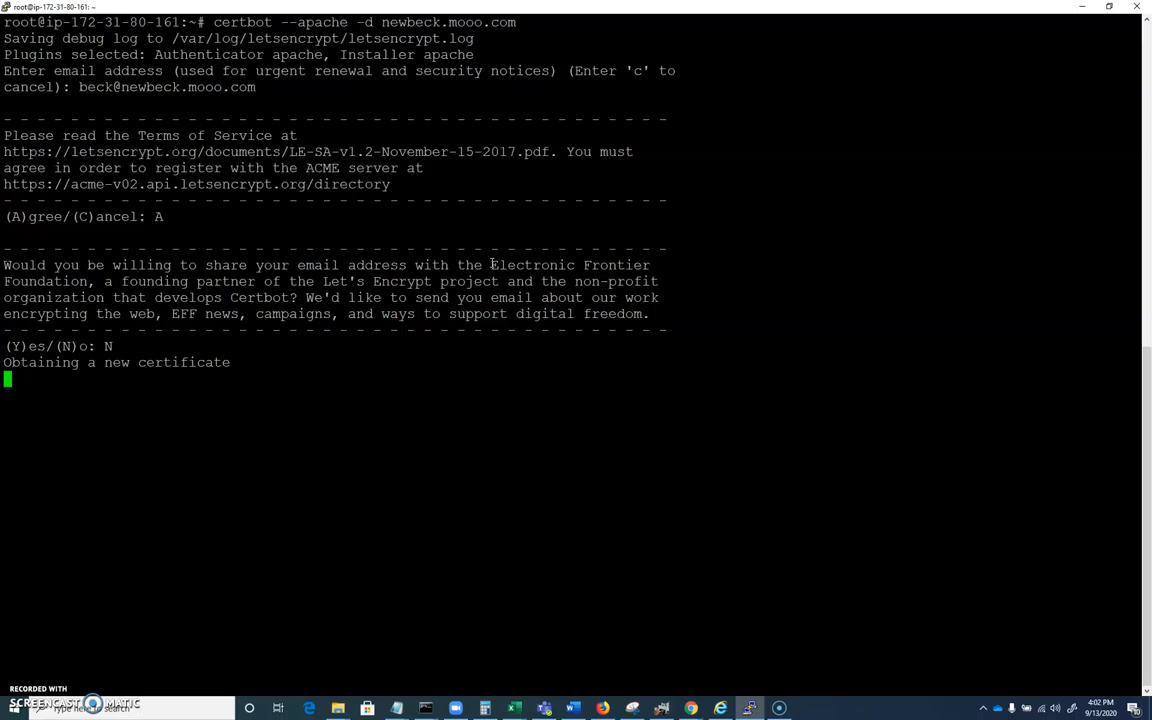 root@ip-172-31-80-161: ~
root@ip-172-31-80-161:~# certbot --apache -d newbeck.mooo.com
Saving debug log to /var/log/letsencrypt/letsencrypt.log
Plugins selected: Authenticator apache, Installer apache
Enter email address (used for urgent renewal and security notices) (Enter 'c' to
cancel): beck@newbeck.mooo.com
- - - - - - - - - - - - - - - - - - - - - - - - - - - - - - - - - - - - - - - -
Please read the Terms of Service at
https://letsencrypt.org/documents/LE-SA-v1.2-November-15-2017.pdf. You must
agree in order to register with the ACME server at
https://acme-v02.api.letsencrypt.org/directory
- - - - - - - - - - - - - - - - - - - - - - - - - - - - - - - - - - - - - - - -
(A)gree/(C)ancel: A
- - - - - - - - - - - - - - - - - - - - - - - - - - - - - - - - - - - - - - - -
Would you be willing to share your email address with the Electronic Frontier
Foundation, a founding partner of the Let's Encrypt project and the non-profit
organization that develops Certbot? We'd like to send you email about our work
encrypting the web, EFF news, campaigns, and ways to support digital freedom.
- - - - - - - - - - - - - - - - - - - - - - - - - - - - - - - - - - - - - - - -
(Y)es/(N)o: N
Obtaining a new certificate
RECORDED WITH
SCREENCAST MATIC
Type here to search
4:02 PM
9/13/2020